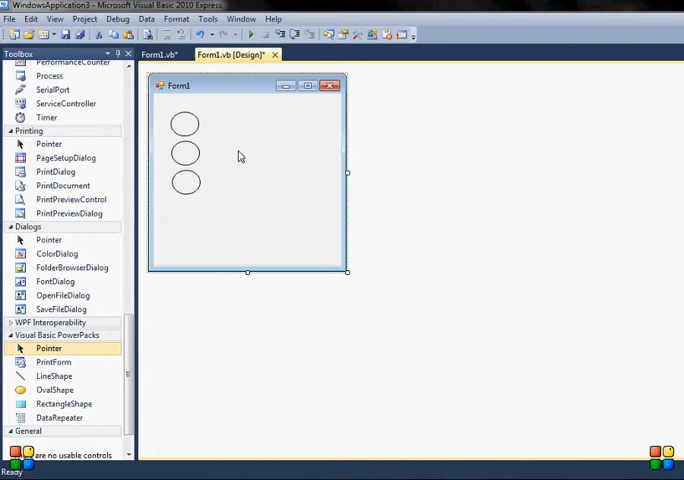 WindowsApplication3 - Microsoft Visual Basic 2010 Express
File Edit View Project Debug Data Format Tools Window Help
Toolbox
Form1.vb*
Form1.vb [Design]*
PerformanceCounter
Process
SerialPort
ServiceController
Timer
Printing
Pointer
PageSetupDialog
PrintDialog
PrintDocument
PrintPreviewControl
PrintPreviewDialog
Dialogs
Pointer
ColorDialog
FolderBrowserDialog
FontDialog
OpenFileDialog
SaveFileDialog
WPF Interoperability
Visual Basic PowerPacks
Pointer
PrintForm
LineShape
OvalShape
RectangleShape
DataRepeater
General
are no usable controls
Ready
Form1